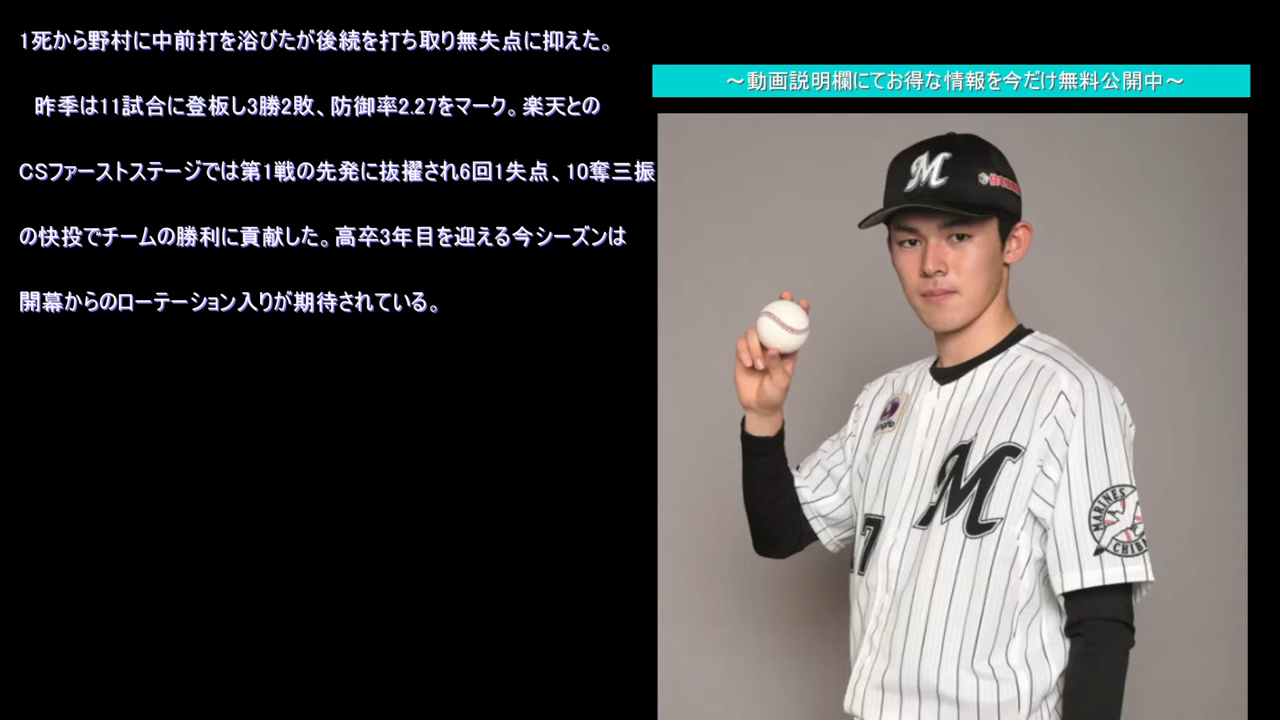 1死から野村に中前打を浴びたが後続を打ち取り無失点に抑えた。
昨季は11試合に登板し3勝2敗、防御率2.27をマーク。楽天との
CSファーストステージでは第1戦の先発に抜擢され6回1失点、10奪三振
の快投でチームの勝利に貢献した。高卒3年目を迎える今シーズンは
開幕からのローテーション入りが期待されている。
～動画説明欄にてお得な情報を今だけ無料公開中～
M
M
MARINES
CHIBA
17